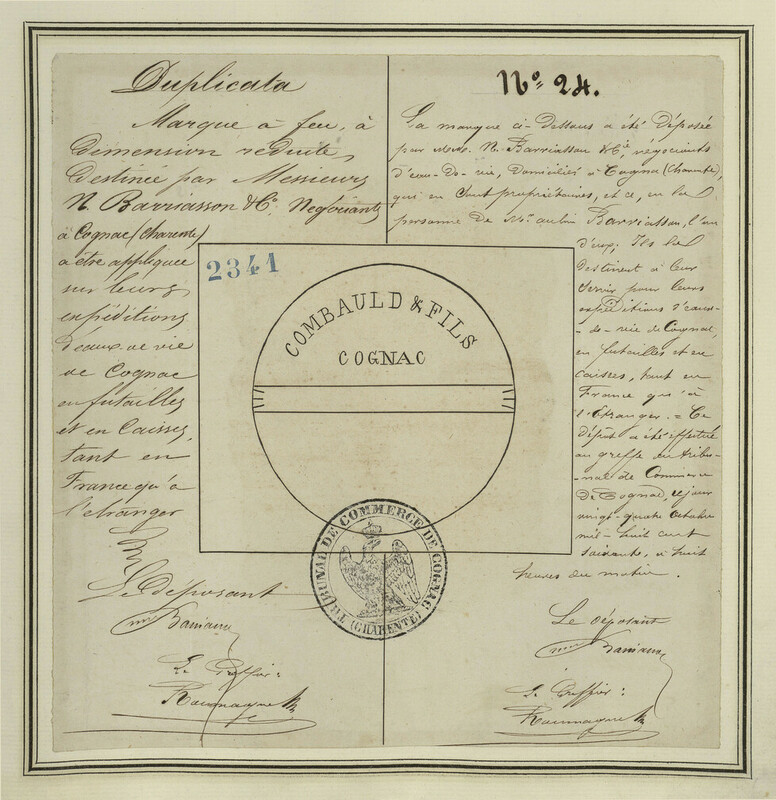 Duplicata
Marque à feu, à
dimension réduite,
destinée par Messieurs
N Barriasson & Co. Négociants
à Cognac (Charente)
à être appliquée
sur leurs
expéditions
d'eaux de vie
de Cognac
en futailles
et en Caisses,
tant en
France qu'à
l'étranger
Le déposant
Le Greffier:
No. 24.
La marque ci-dessus a été déposée
par MM. N. Barriasson & Cie, négociants
d'eau-de-vie, domiciliés à Cognac (Charente),
qui en sont propriétaires, et ce, en la
personne de Mr. aubin Barriasson, l'un
d'eux; Ils la
destinent à leur
servir pour leurs
expéditions d'eaux-
-de-vie de Cognac,
en futailles et en
caisses, tant en
France qu'à
l'étranger. = Ce
dépôt a été effectué
au greffe du tribu-
-nal de Commerce
de Cognac, ce jour
vingt-quatre Octobre
mil-huit cent
soixante, à huit
heures du matin.
Le déposant
Le Greffier:
2341
COMBAULD & FILS
COGNAC
TRIBUNAL DE COMMERCE DE COGNAC
(CHARENTE)